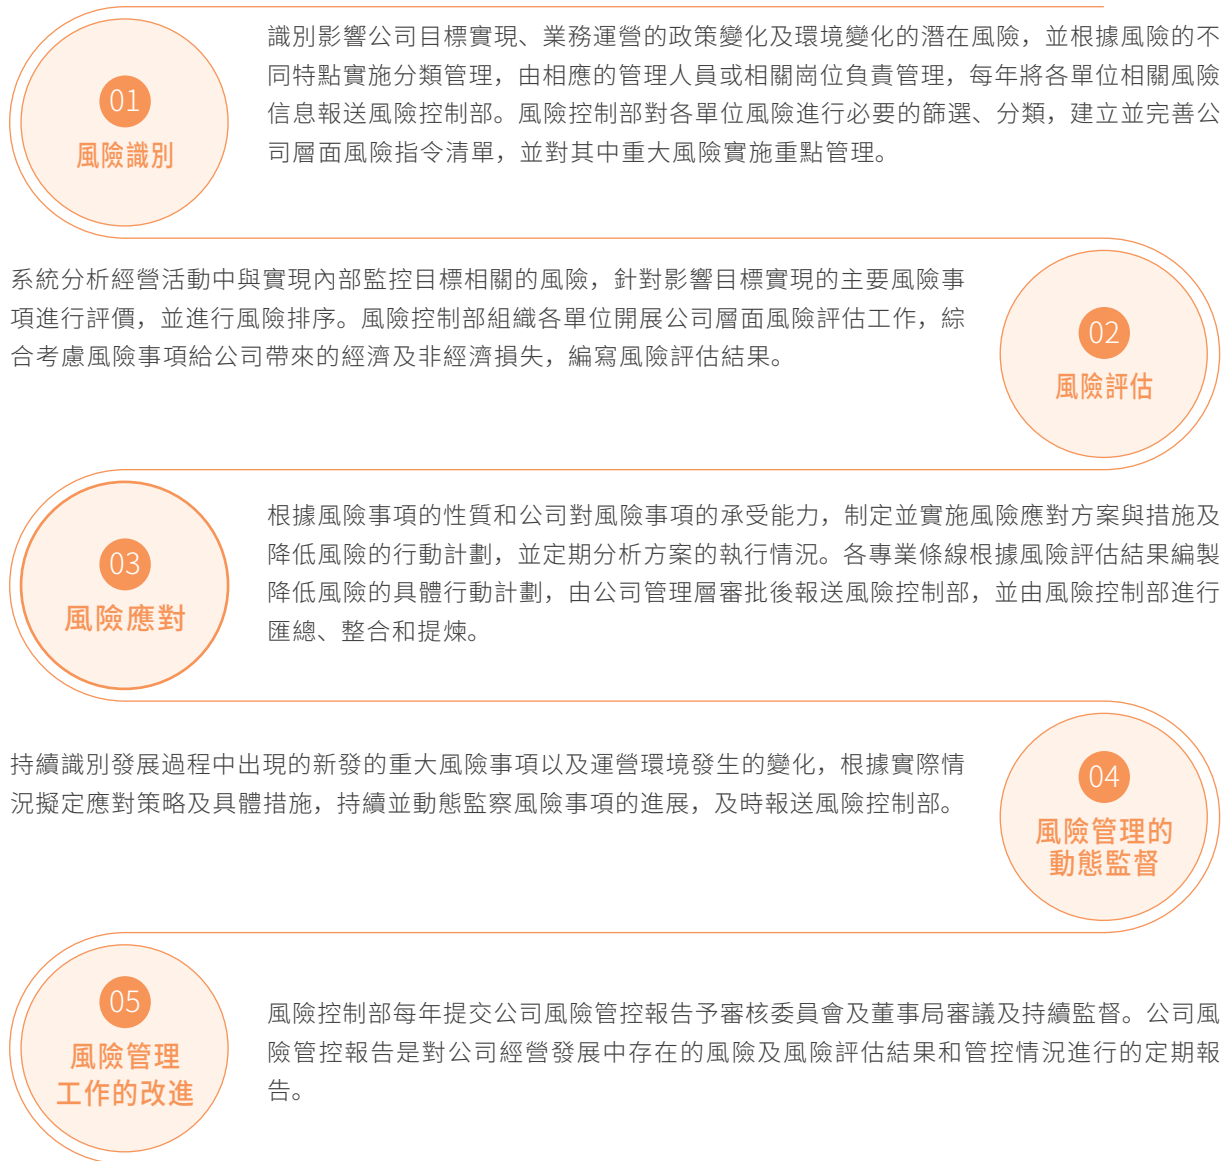 01
風險識別
識別影響公司目標實現、業務運營的政策變化及環境變化的潛在風險，並根據風險的不
同特點實施分類管理，由相應的管理人員或相關崗位負責管理，每年將各單位相關風險
信息報送風險控制部。風險控制部對各單位風險進行必要的篩選、分類，建立並完善公
司層面風險指令清單，並對其中重大風險實施重點管理。
02
風險評估
系統分析經營活動中與實現內部監控目標相關的風險，針對影響目標實現的主要風險事
項進行評價，並進行風險排序。風險控制部組織各單位開展公司層面風險評估工作，綜
合考慮風險事項給公司帶來的經濟及非經濟損失，編寫風險評估結果。
03
風險應對
根據風險事項的性質和公司對風險事項的承受能力，制定並實施風險應對方案與措施及
降低風險的行動計劃，並定期分析方案的執行情況。各專業條線根據風險評估結果編製
降低風險的具體行動計劃，由公司管理層審批後報送風險控制部，並由風險控制部進行
匯總、整合和提煉。
04
風險管理的
動態監督
持續識別發展過程中出現的新發的重大風險事項以及運營環境發生的變化，根據實際情
況擬定應對策略及具體措施，持續並動態監察風險事項的進展，及時報送風險控制部。
05
風險管理
工作的改進
風險控制部每年提交公司風險管控報告予審核委員會及董事局審議及持續監督。公司風
險管控報告是對公司經營發展中存在的風險及風險評估結果和管控情況進行的定期報
告。